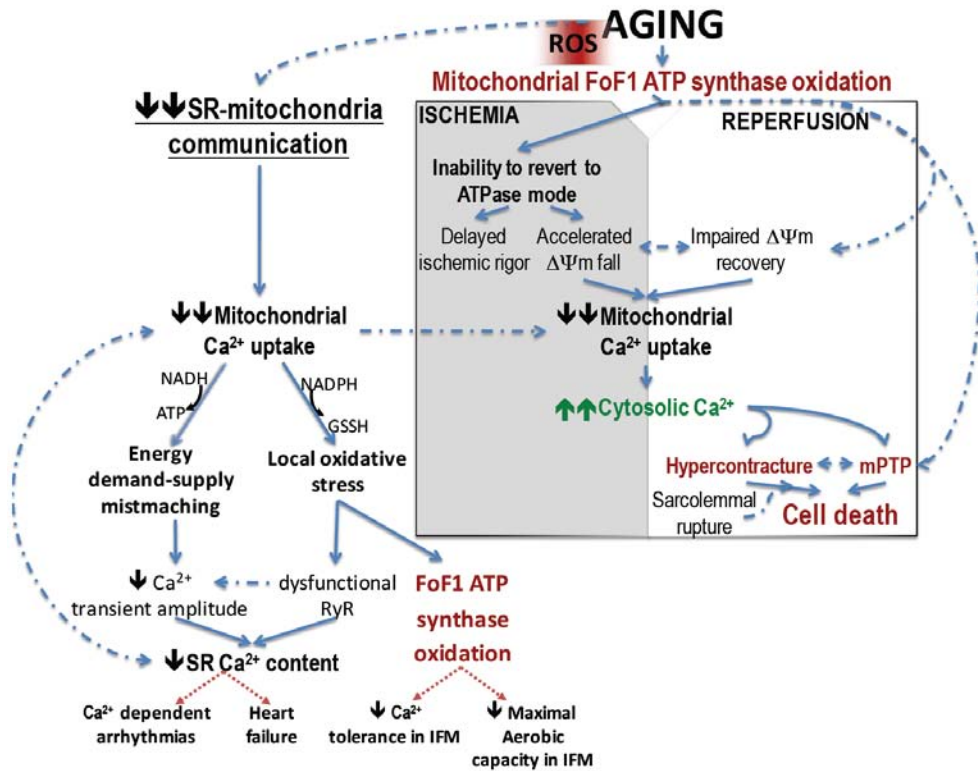 AGING
ROS
Mitochondrial FoF1 ATP synthase oxidation
🡇🡇SR-mitochondria
communication
ISCHEMIA
REPERFUSION
Inability to revert to
ATPase mode
Delayed
ischemic rigor
Accelerated
ΔΨm fall
Impaired ΔΨm
recovery
🡇🡇Mitochondrial
Ca²⁺ uptake
🡇🡇Mitochondrial
Ca²⁺ uptake
NADH
ATP
NADPH
GSSH
🡅🡅Cytosolic Ca²⁺
Energy
demand-supply
mistmaching
Local oxidative
stress
Hypercontracture
mPTP
Sarcolemmal
rupture
Cell death
🡇 Ca²⁺
transient amplitude
dysfunctional
RyR
FoF1 ATP
synthase
oxidation
🡇SR Ca²⁺ content
Ca²⁺ dependent
arrhythmias
Heart
failure
🡇 Ca²⁺
tolerance in IFM
🡇 Maximal
Aerobic
capacity in IFM